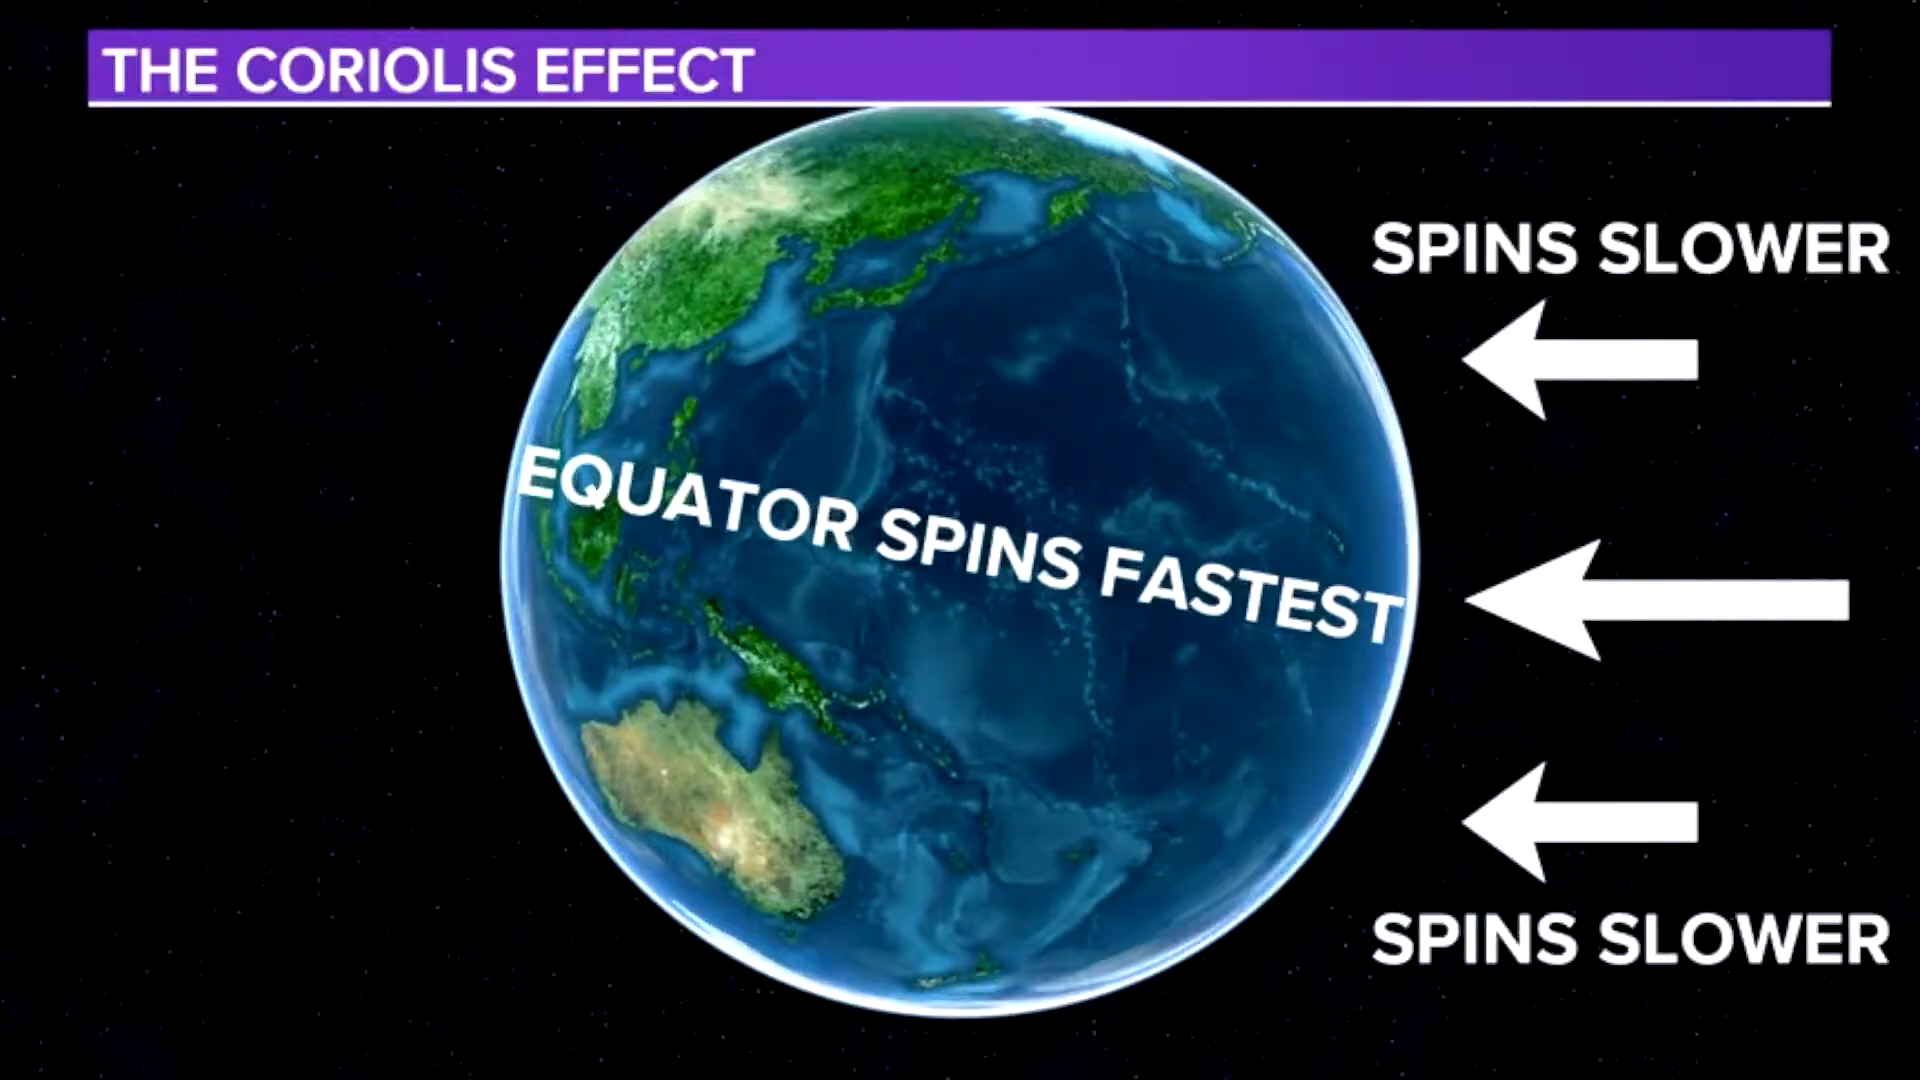 THE CORIOLIS EFFECT
SPINS SLOWER
EQUATOR SPINS FASTEST
SPINS SLOWER